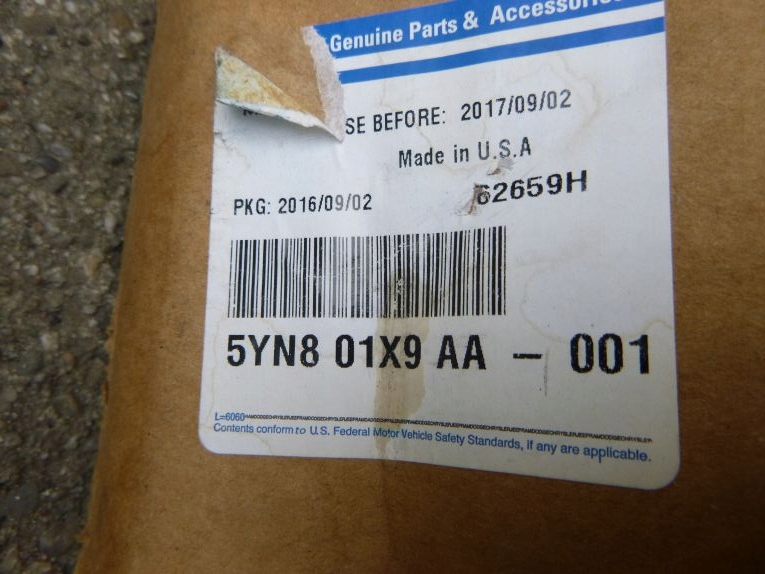 Genuine Parts & Accessories
SE BEFORE: 2017/09/02
Made in U.S.A
PKG: 2016/09/02
62659H
5YN8 01X9 AA - 001
L=6060
Contents conform to U.S. Federal Motor Vehicle Safety Standards, if any are applicable.